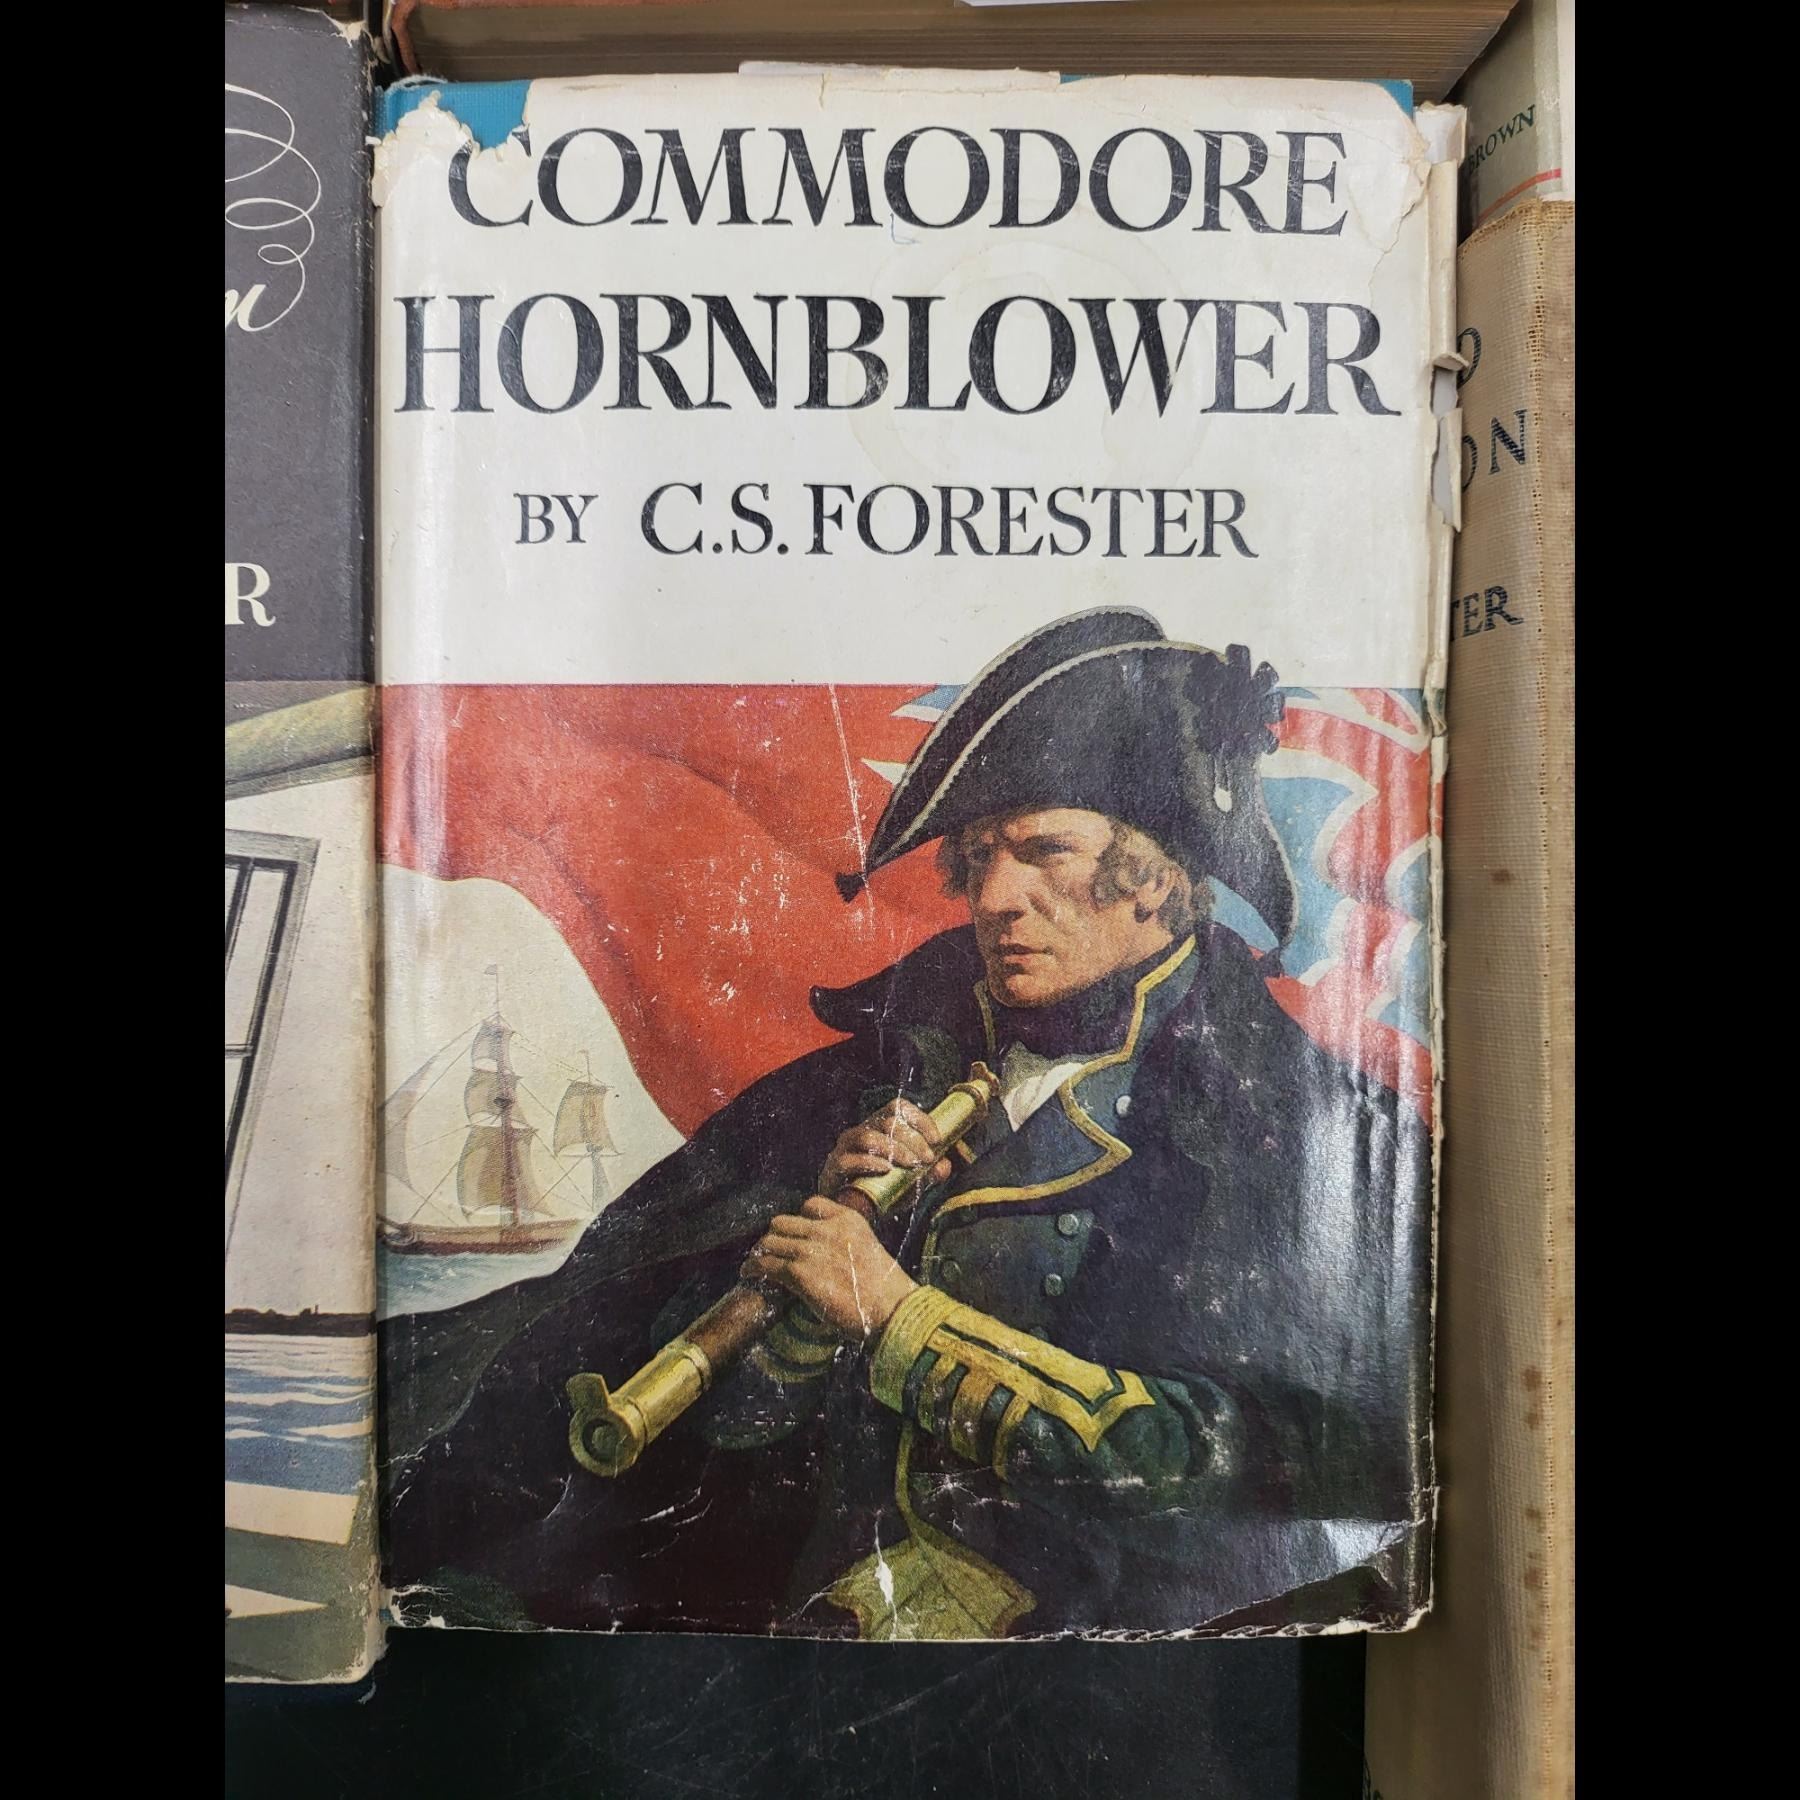 COMMODORE
HORNBLOWER
BY C.S. FORESTER
BROWN
R